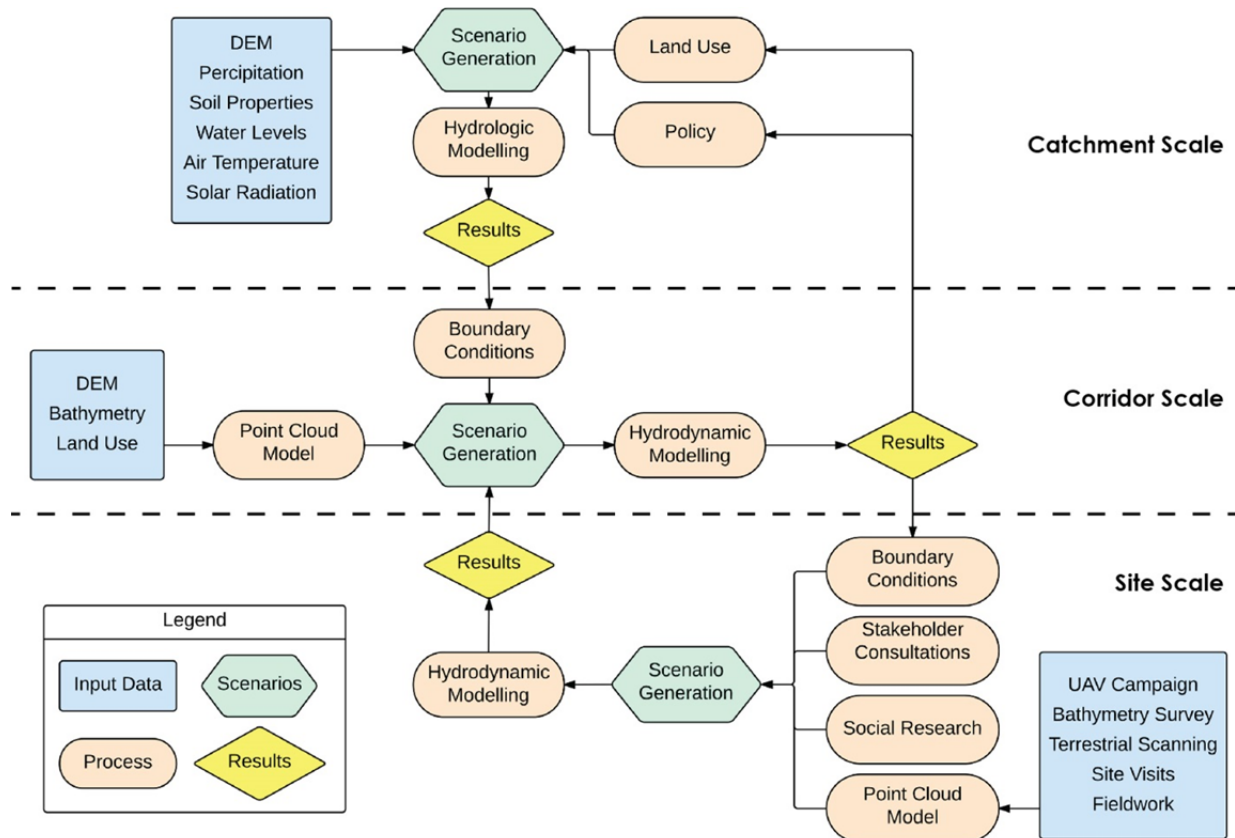 DEM
Percipitation
Soil Properties
Water Levels
Air Temperature
Solar Radiation
Scenario
Generation
Land Use
Policy
Hydrologic
Modelling
Results
Catchment Scale
Boundary
Conditions
DEM
Bathymetry
Land Use
Point Cloud
Model
Scenario
Generation
Hydrodynamic
Modelling
Results
Corridor Scale
Results
Boundary
Conditions
Site Scale
Stakeholder
Consultations
Hydrodynamic
Modelling
Scenario
Generation
Social Research
Point Cloud
Model
UAV Campaign
Bathymetry Survey
Terrestrial Scanning
Site Visits
Fieldwork
Legend
Input Data
Scenarios
Process
Results